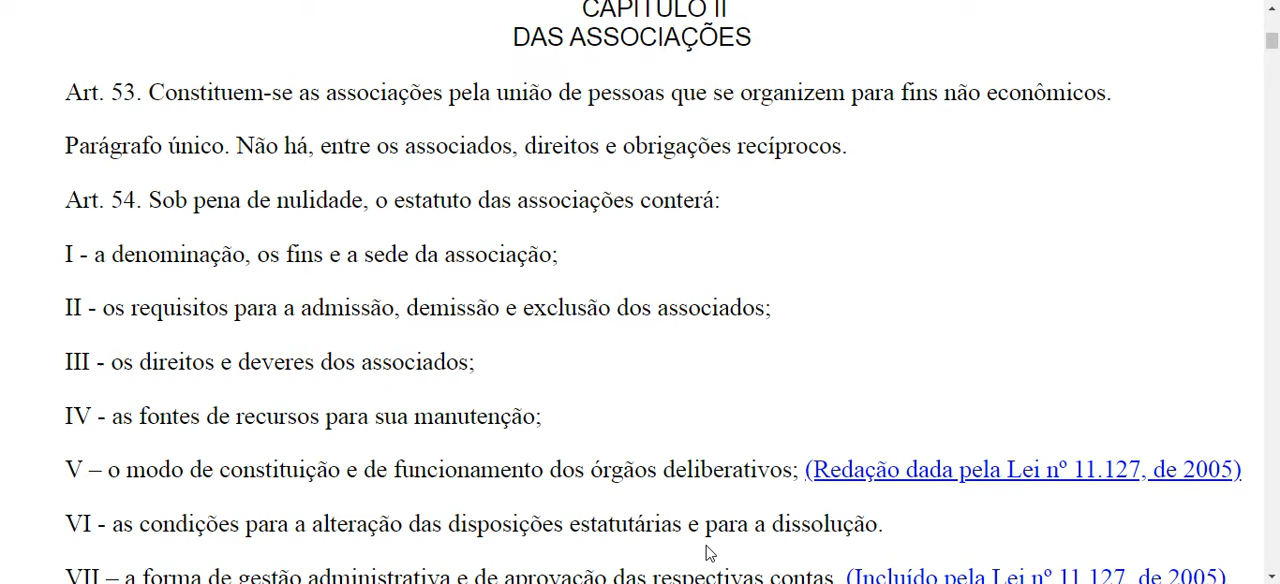 CAPÍTULO II
DAS ASSOCIAÇÕES
Art. 53. Constituem-se as associações pela união de pessoas que se organizem para fins não econômicos.
Parágrafo único. Não há, entre os associados, direitos e obrigações recíprocos.
Art. 54. Sob pena de nulidade, o estatuto das associações conterá:
I - a denominação, os fins e a sede da associação;
II - os requisitos para a admissão, demissão e exclusão dos associados;
III - os direitos e deveres dos associados;
IV - as fontes de recursos para sua manutenção;
V – o modo de constituição e de funcionamento dos órgãos deliberativos; (Redação dada pela Lei nº 11.127, de 2005)
VI - as condições para a alteração das disposições estatutárias e para a dissolução.
VII – a forma de gestão administrativa e de aprovação das respectivas contas. (Incluído pela Lei nº 11.127, de 2005)